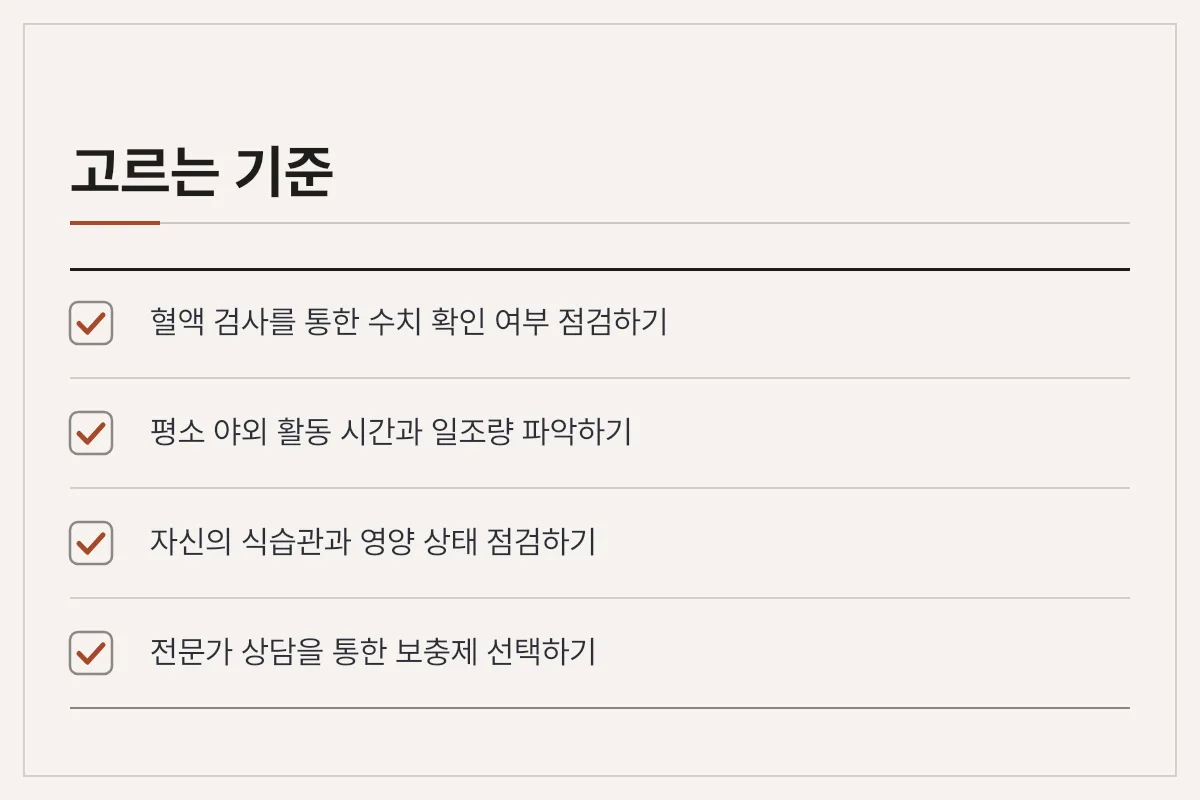 고르는 기준
혈액 검사를 통한 수치 확인 여부 점검하기
평소 야외 활동 시간과 일조량 파악하기
자신의 식습관과 영양 상태 점검하기
전문가 상담을 통한 보충제 선택하기